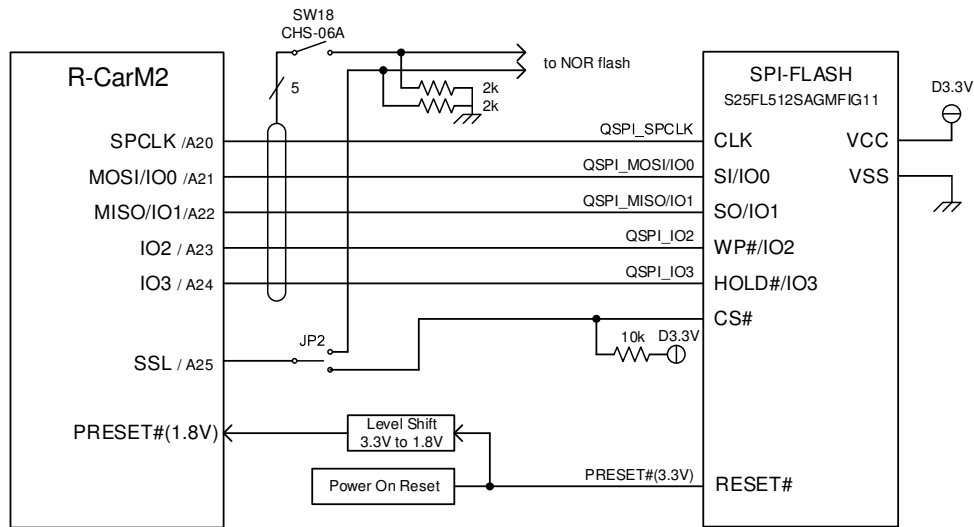 SW18
CHS-06A
R-CarM2
5
to NOR flash
2k
2k
SPI-FLASH
S25FL512SAGMFIG11
D3.3V
SPCLK /A20
QSPI_SPCLK
CLK
VCC
MOSI/IO0 /A21
QSPI_MOSI/IO0
SI/IO0
VSS
MISO/IO1/A22
QSPI_MISO/IO1
SO/IO1
IO2 / A23
QSPI_IO2
WP#/IO2
IO3 / A24
QSPI_IO3
HOLD#/IO3
CS#
JP2
10k
D3.3V
SSL / A25
PRESET#(1.8V)
Level Shift
3.3V to 1.8V
Power On Reset
PRESET#(3.3V)
RESET#